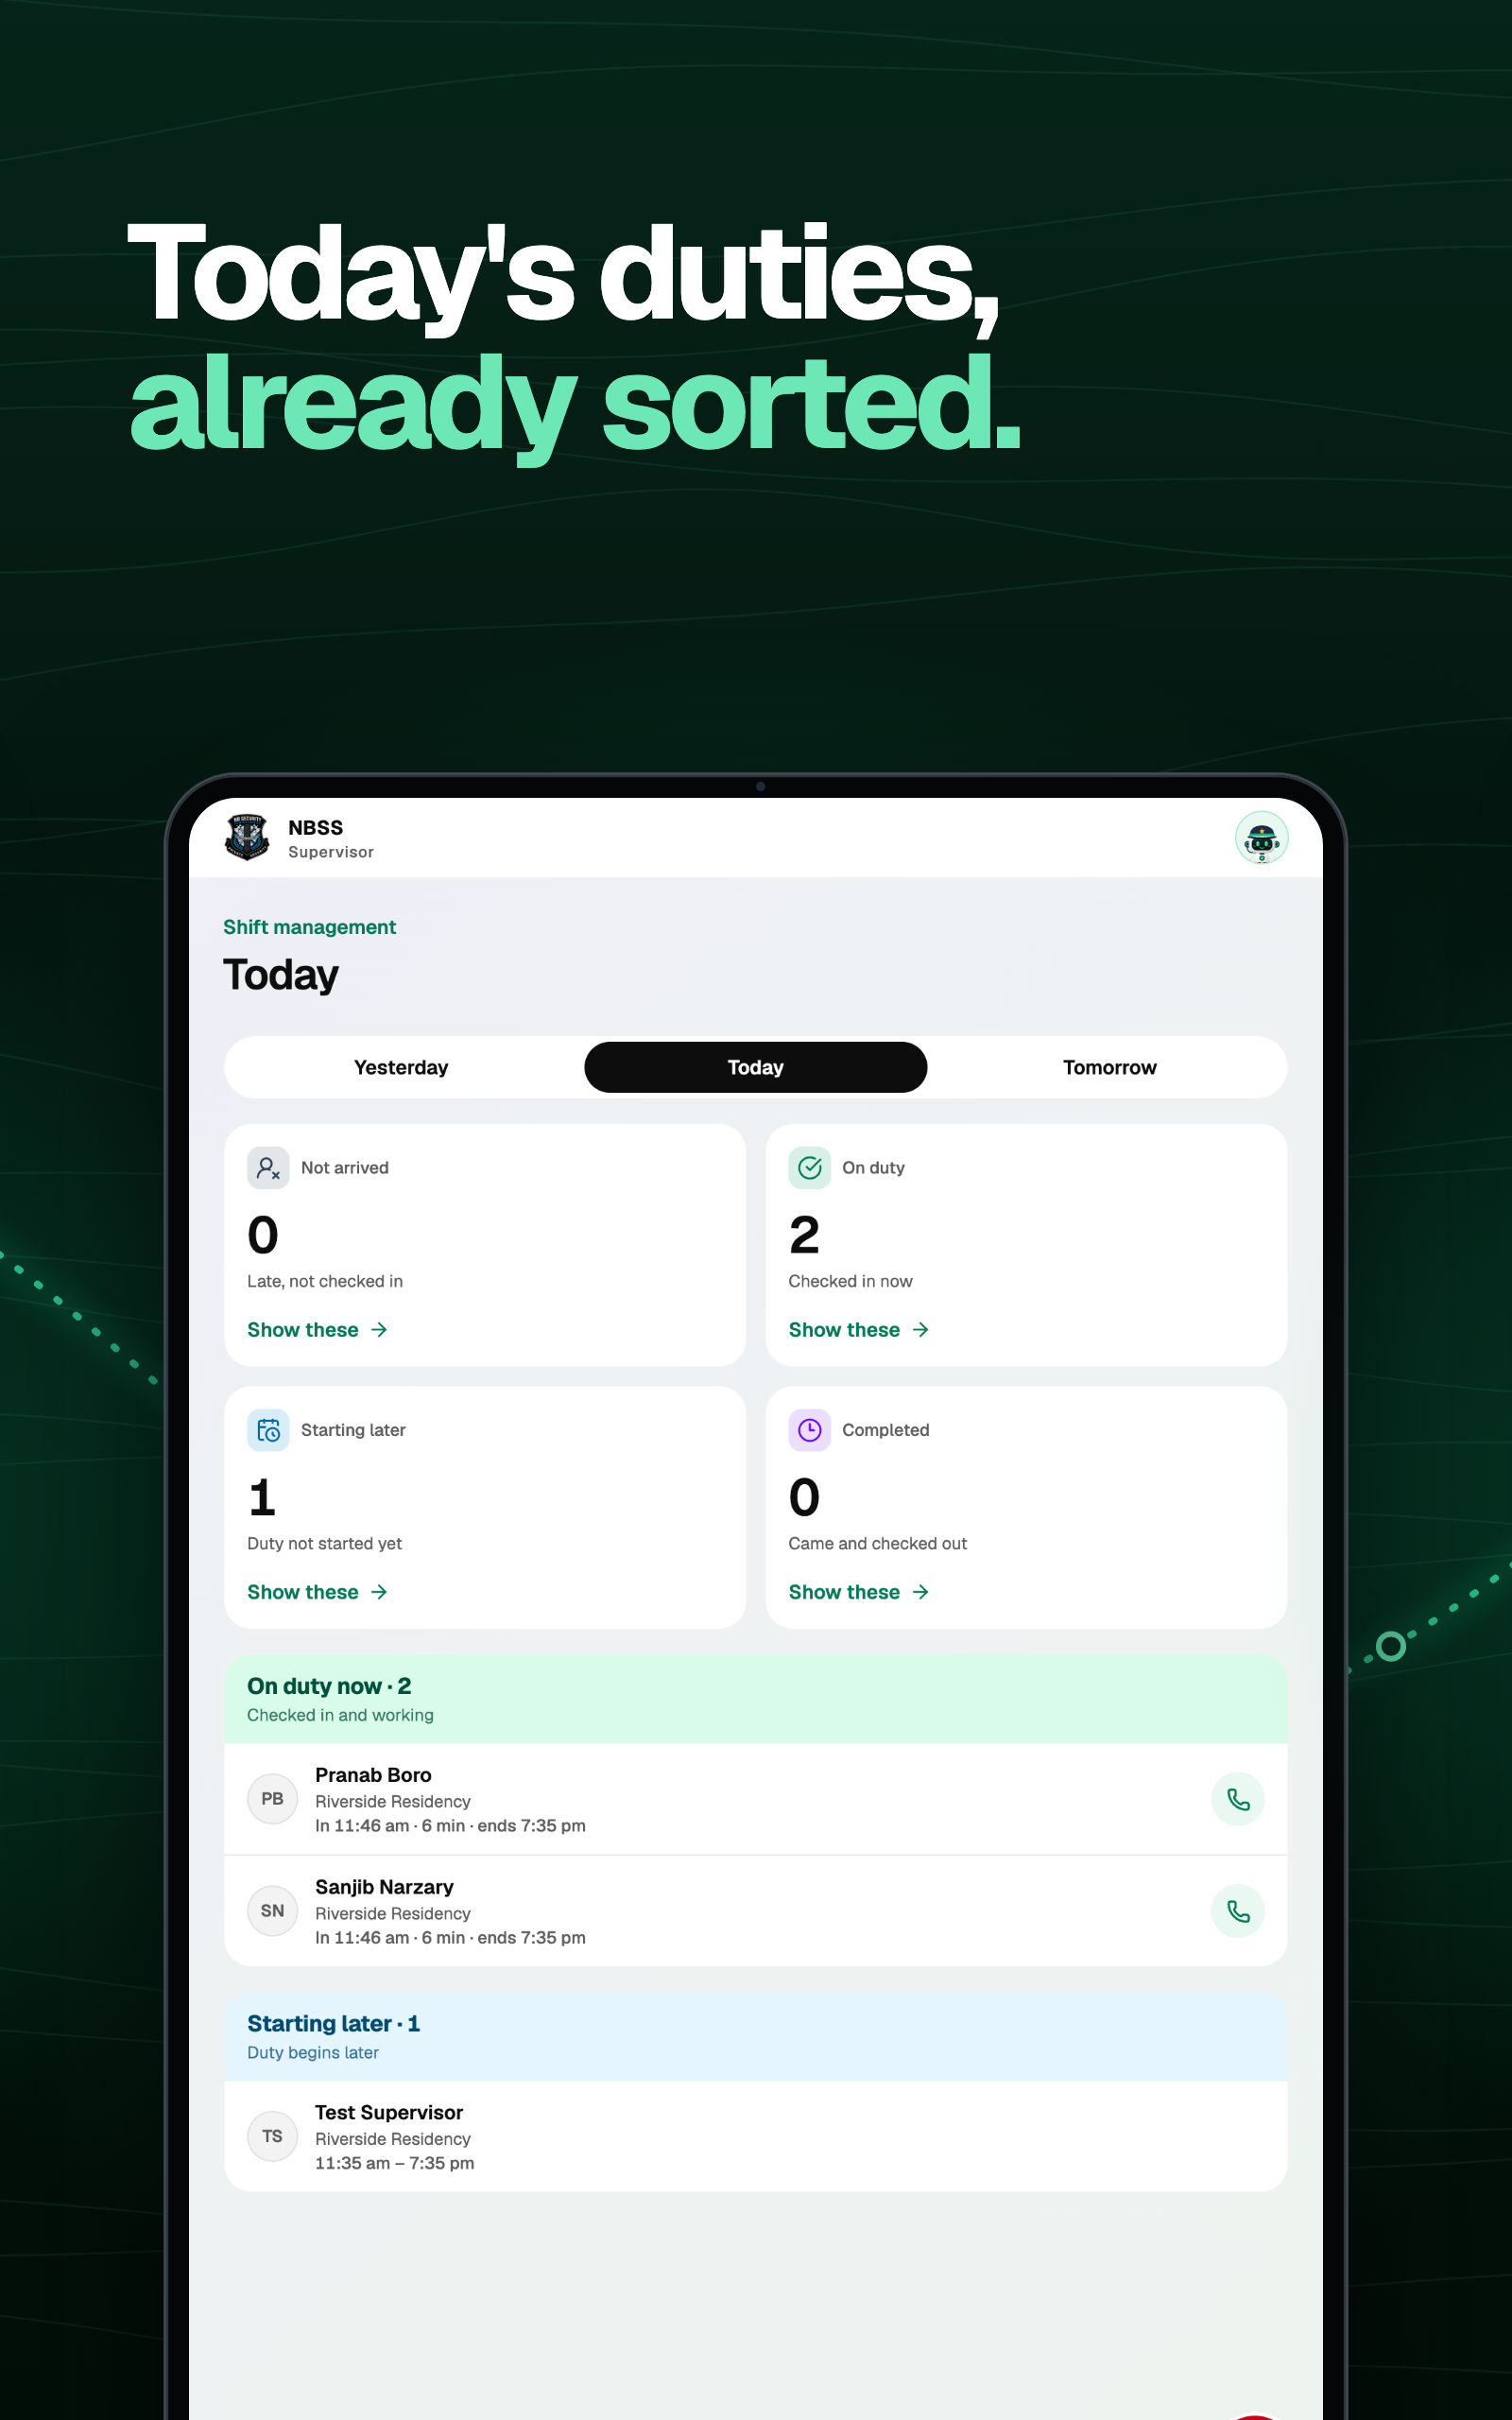 Today's duties,
already sorted.
NBSS
Supervisor
Shift management
Today
Yesterday
Today
Tomorrow
Not arrived
0
Late, not checked in
Show these →
On duty
2
Checked in now
Show these →
Starting later
1
Duty not started yet
Show these →
Completed
0
Came and checked out
Show these →
On duty now · 2
Checked in and working
PB
Pranab Boro
Riverside Residency
In 11:46 am · 6 min · ends 7:35 pm
SN
Sanjib Narzary
Riverside Residency
In 11:46 am · 6 min · ends 7:35 pm
Starting later · 1
Duty begins later
TS
Test Supervisor
Riverside Residency
11:35 am – 7:35 pm